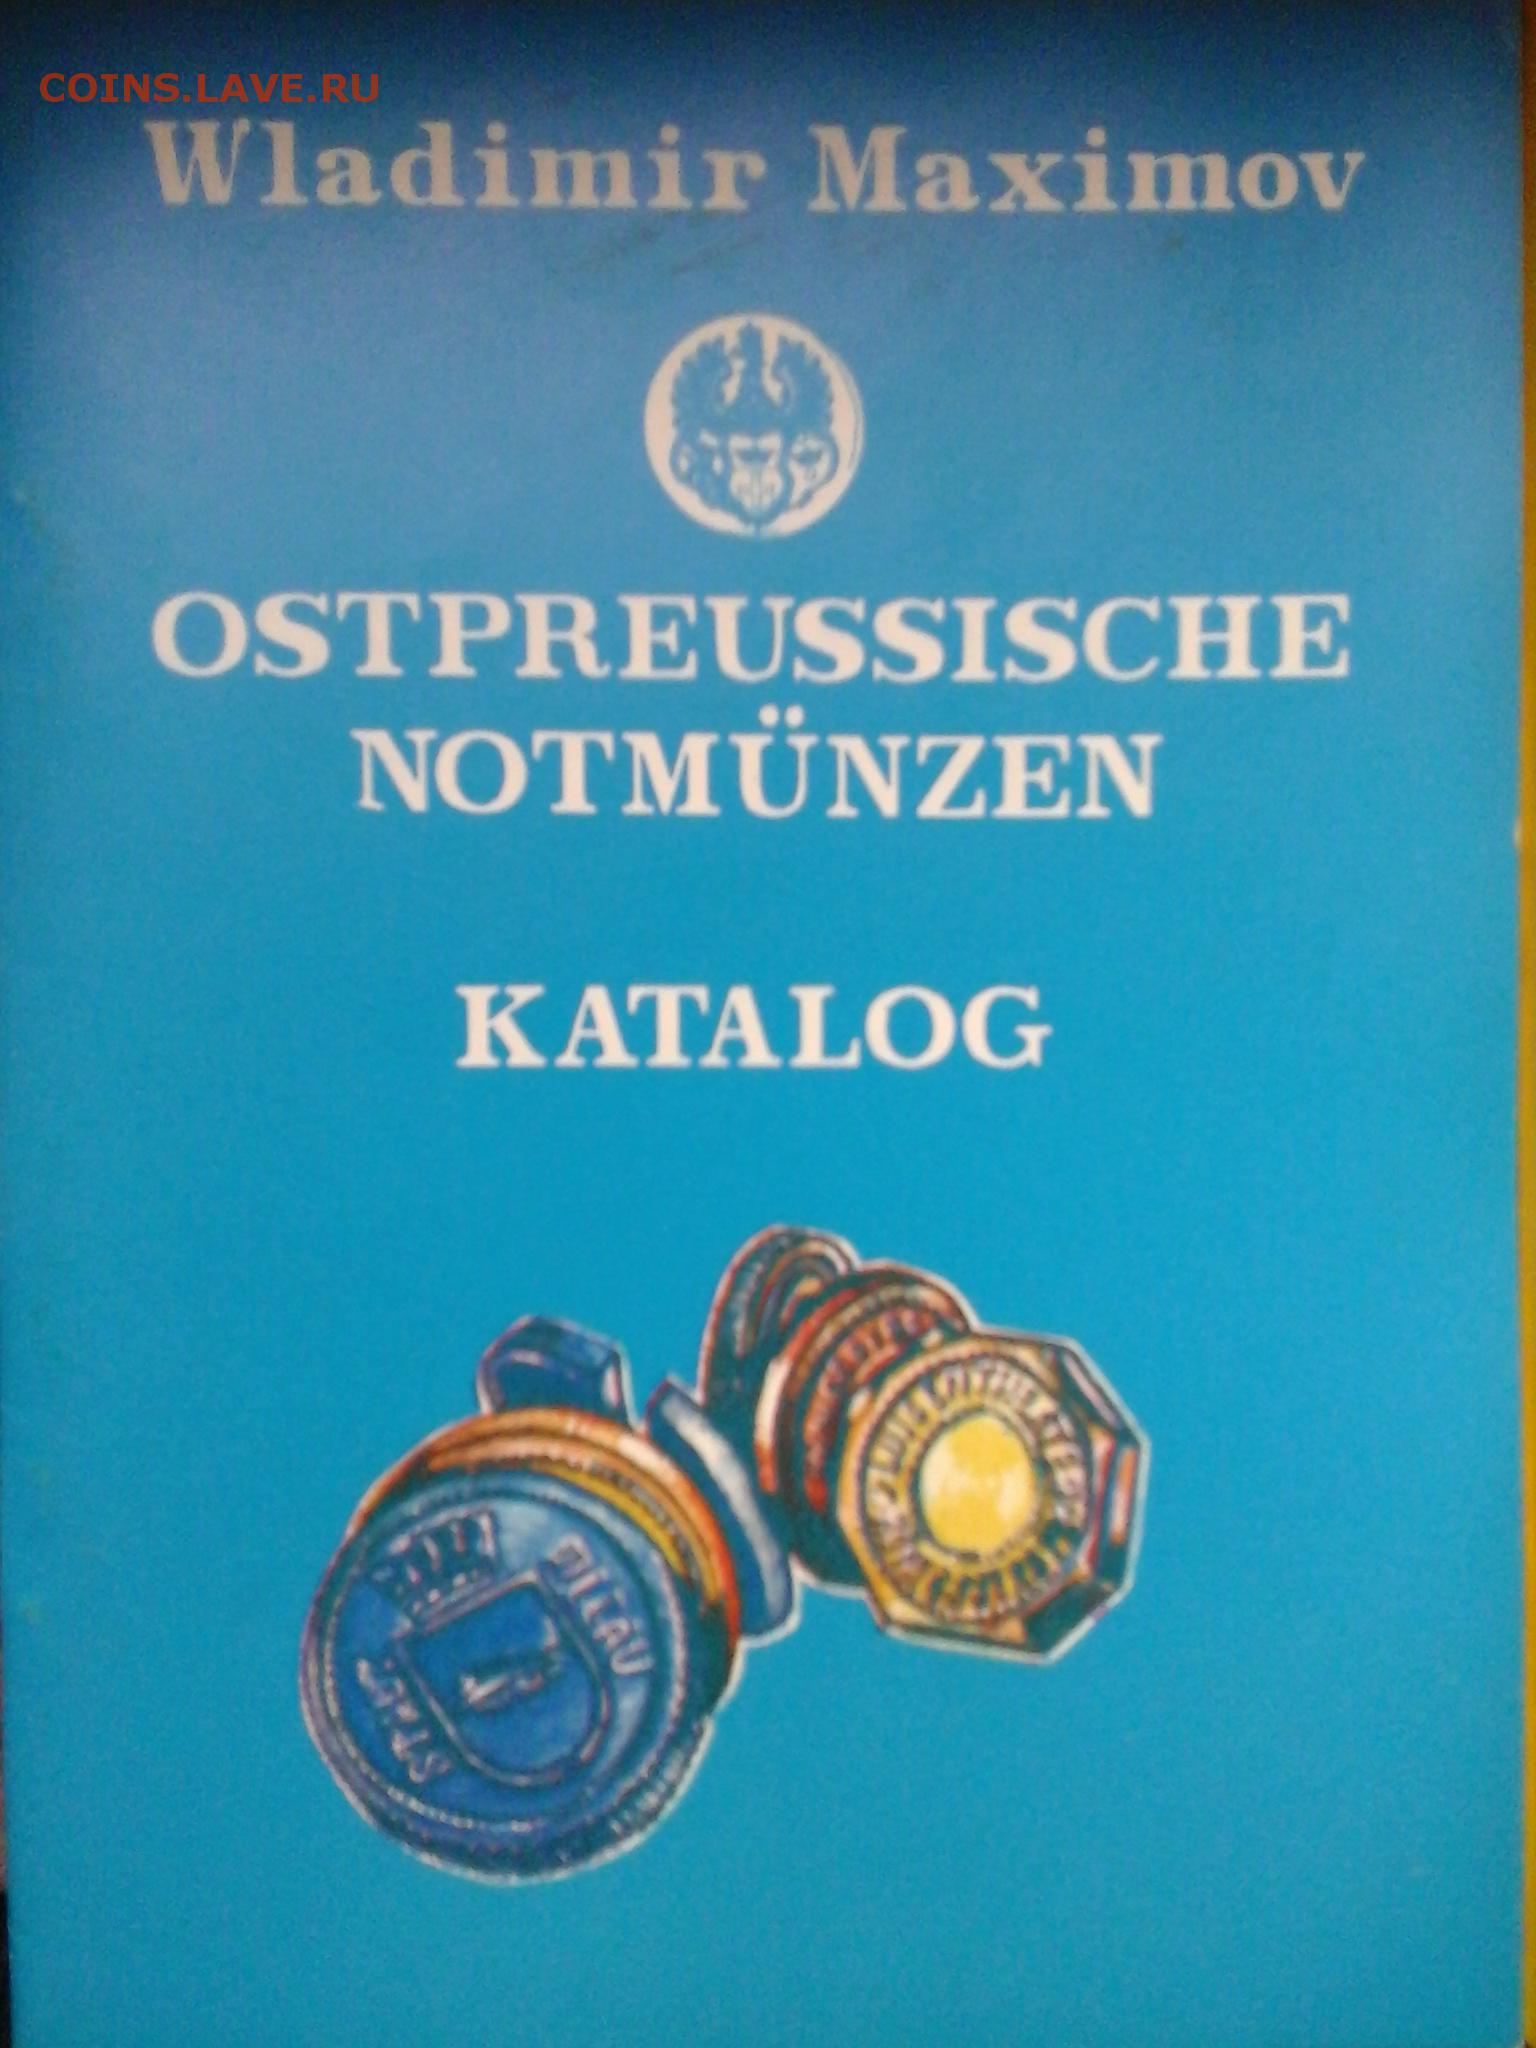 COINS.LAVE.RU
Wladimir Maximov
OSTPREUSSISCHE
NOTMÜNZEN
KATALOG